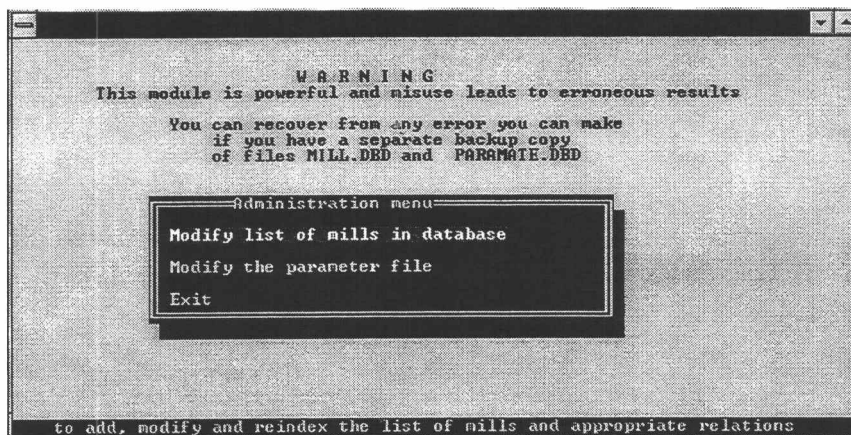 W A R N I N G
This module is powerful and misuse leads to erroneous results
You can recover from any error you can make
if you have a separate backup copy
of files MILL.DBD and PARAMATE.DBD
Administration menu
Modify list of mills in database
Modify the parameter file
Exit
to add, modify and reindex the list of mills and appropriate relations